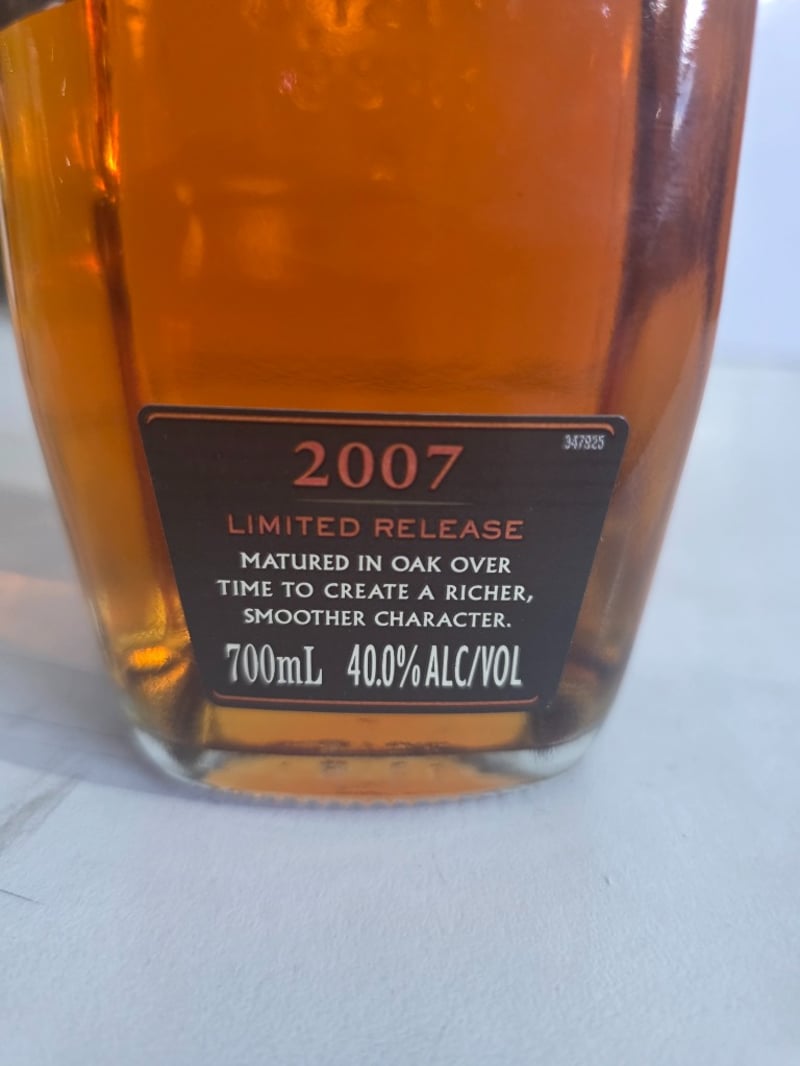 2007
347925
LIMITED RELEASE
MATURED IN OAK OVER
TIME TO CREATE A RICHER,
SMOOTHER CHARACTER.
700mL 40.0% ALC/VOL